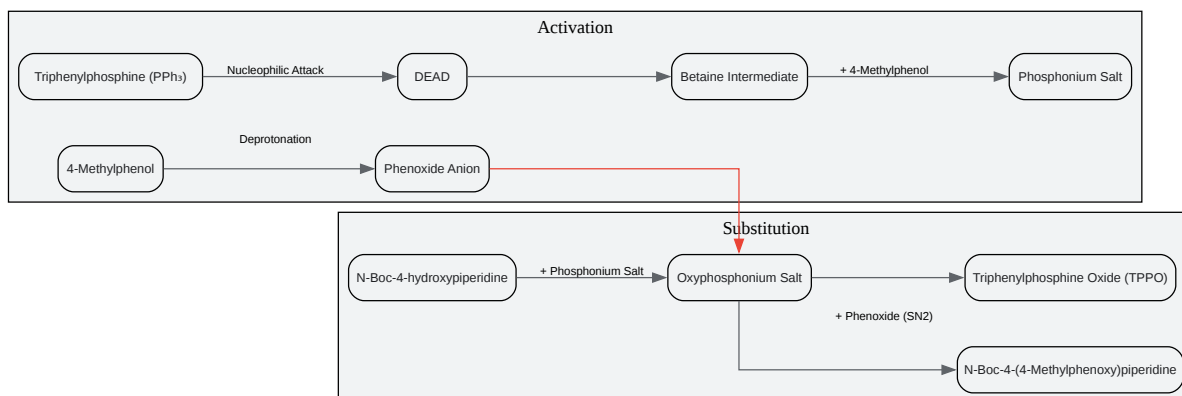 Activation
Triphenylphosphine (PPh₃)
Nucleophilic Attack
DEAD
Betaine Intermediate
+ 4-Methylphenol
Phosphonium Salt
Deprotonation
4-Methylphenol
Phenoxide Anion
Substitution
N-Boc-4-hydroxypiperidine
+ Phosphonium Salt
Oxyphosphonium Salt
Triphenylphosphine Oxide (TPPO)
+ Phenoxide (SN2)
N-Boc-4-(4-Methylphenoxy)piperidine